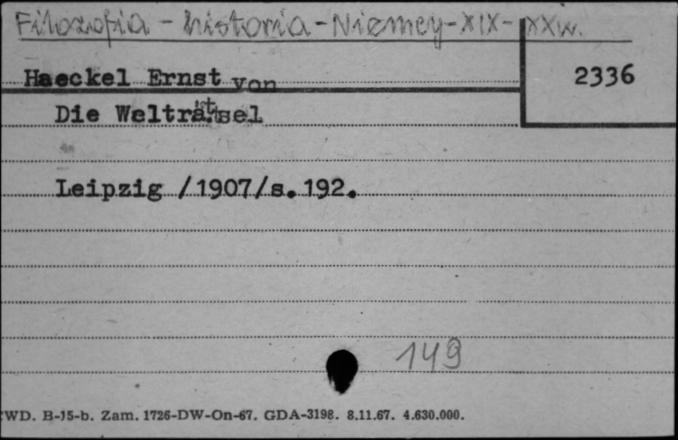 Filozofia - historia - Niemcy - XIX - XX w.
Haeckel Ernst von
2336
Die Welträtsel
Leipzig /1907/s.192.
149
WD. B-15-b. Zam. 1726-DW-On-67. GDA-3198. 8.11.67. 4.630.000.